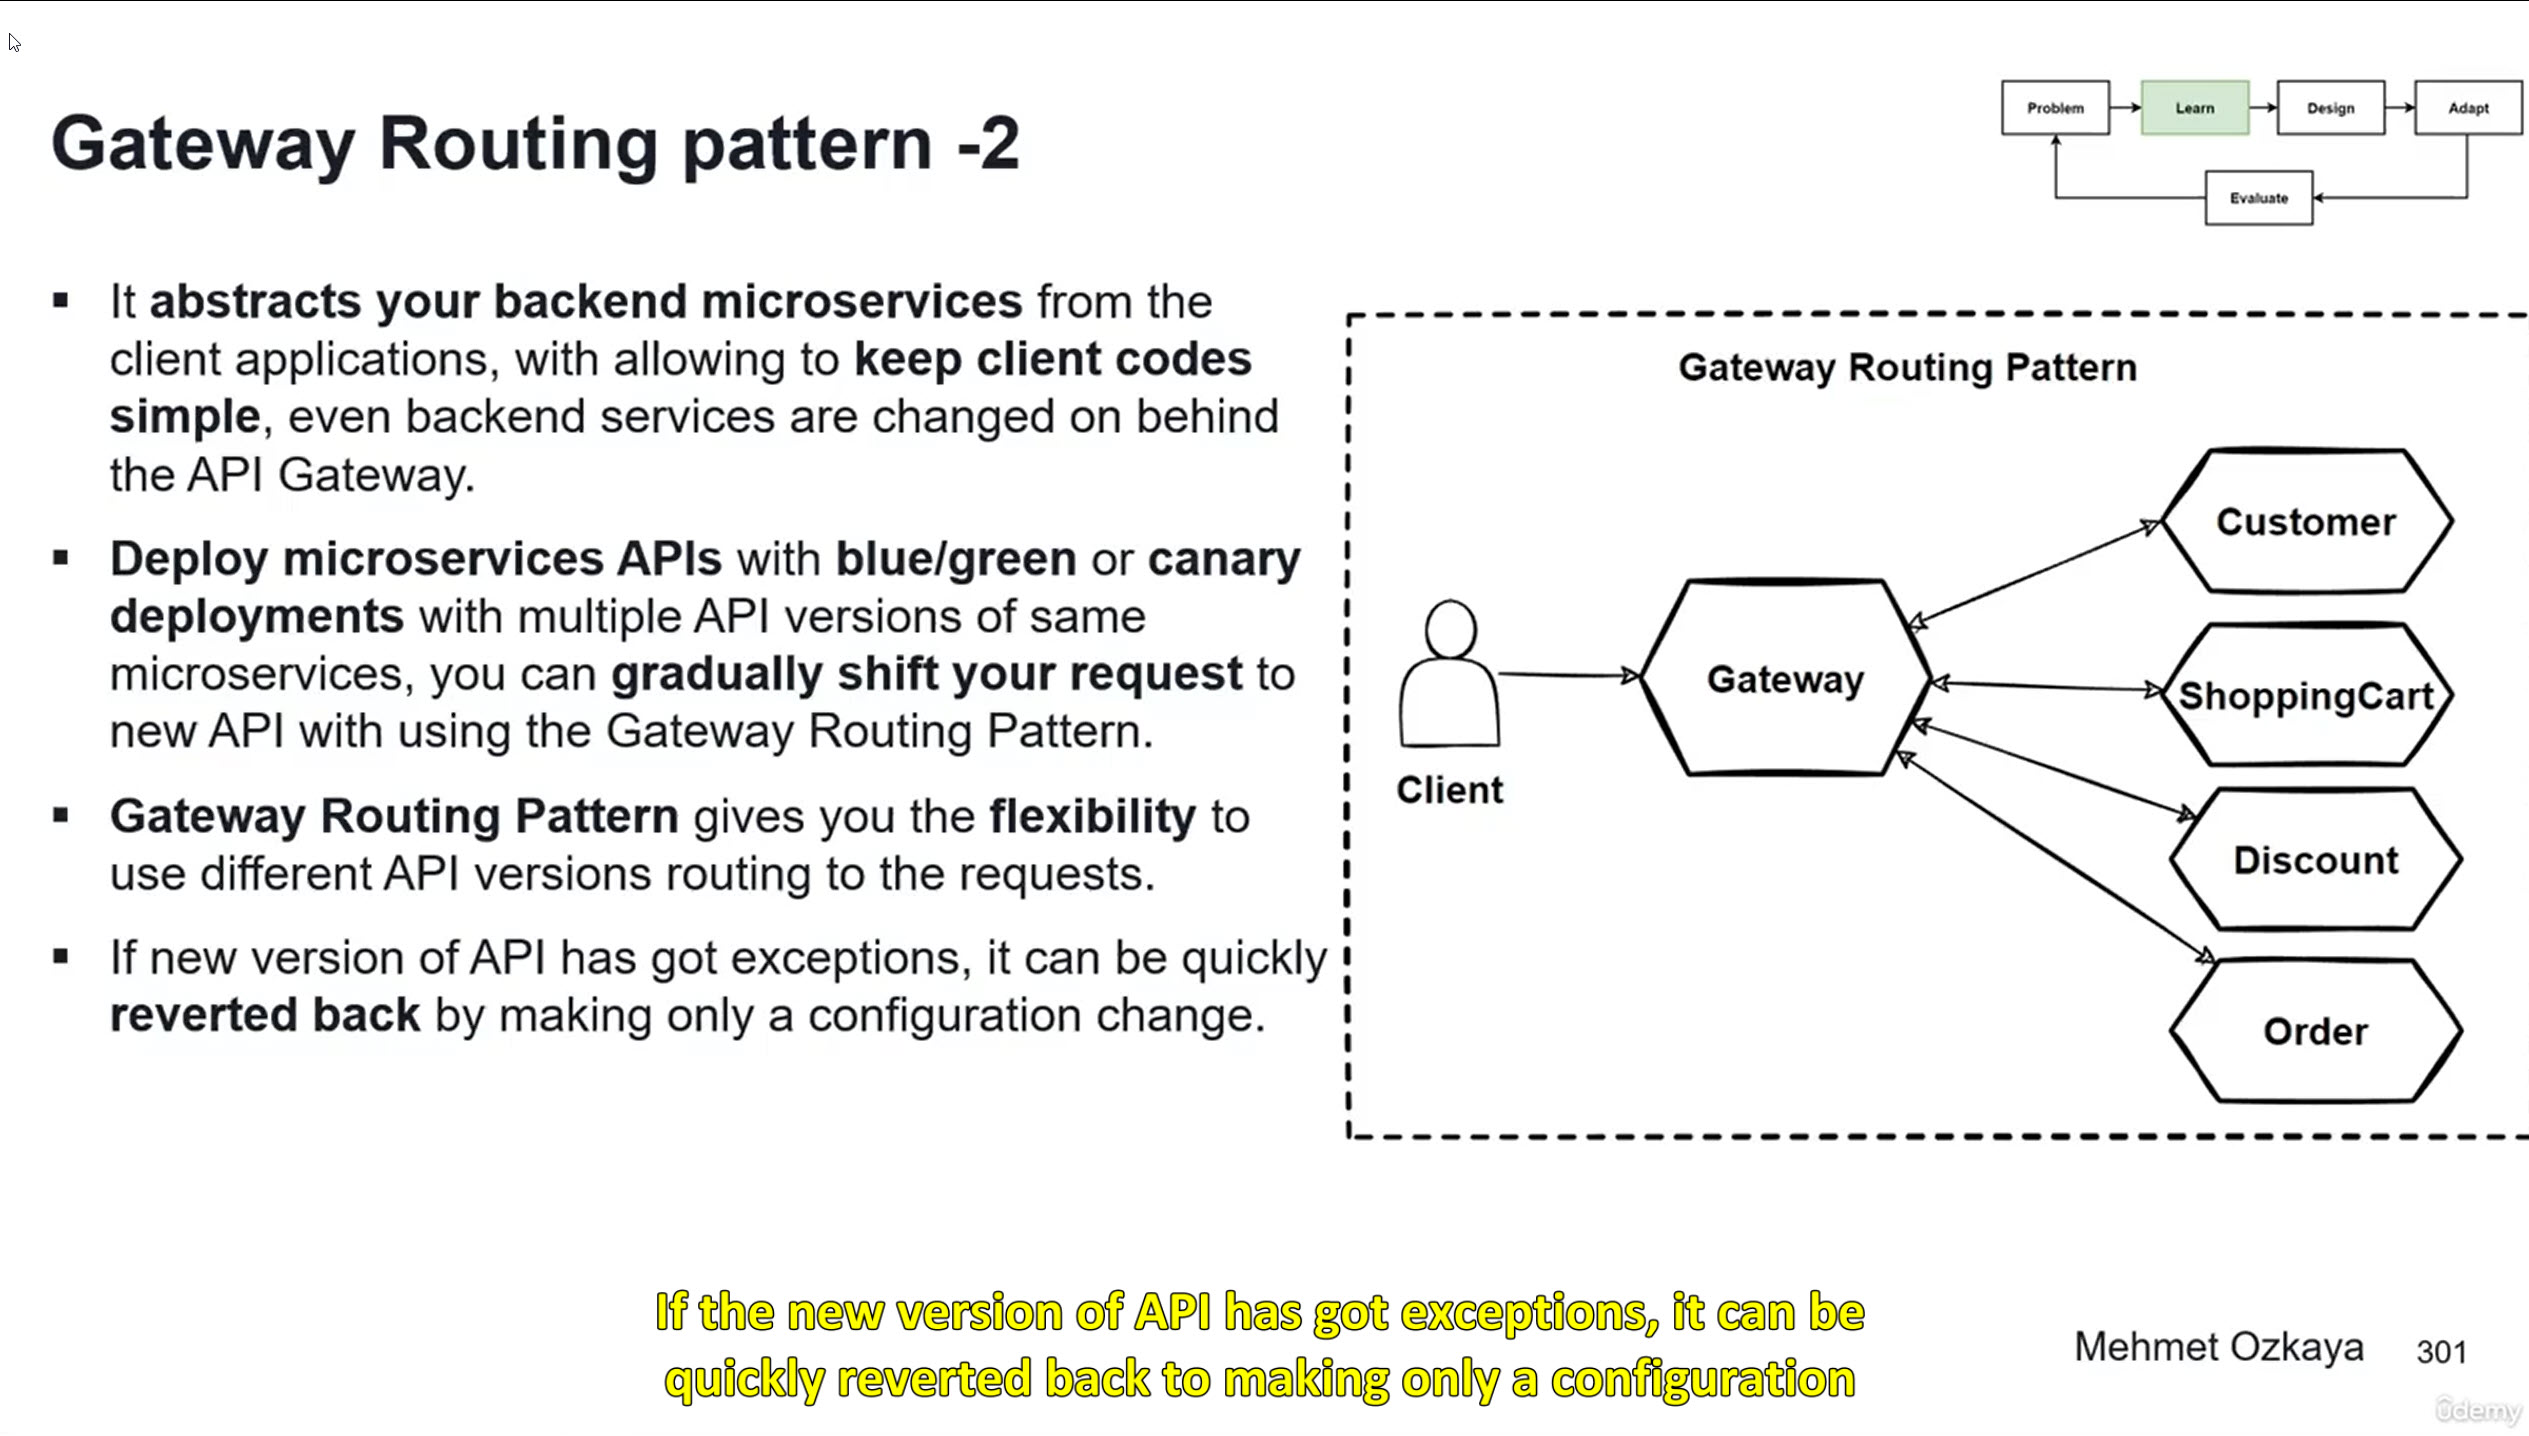 Gateway Routing pattern -2
Problem
Learn
Design
Adapt
Evaluate
▪ It abstracts your backend microservices from the
client applications, with allowing to keep client codes
simple, even backend services are changed on behind
the API Gateway.
▪ Deploy microservices APIs with blue/green or canary
deployments with multiple API versions of same
microservices, you can gradually shift your request to
new API with using the Gateway Routing Pattern.
▪ Gateway Routing Pattern gives you the flexibility to
use different API versions routing to the requests.
▪ If new version of API has got exceptions, it can be quickly
reverted back by making only a configuration change.
Gateway Routing Pattern
Client
Gateway
Customer
ShoppingCart
Discount
Order
If the new version of API has got exceptions, it can be
quickly reverted back to making only a configuration
Mehmet Ozkaya 301
ûdemy